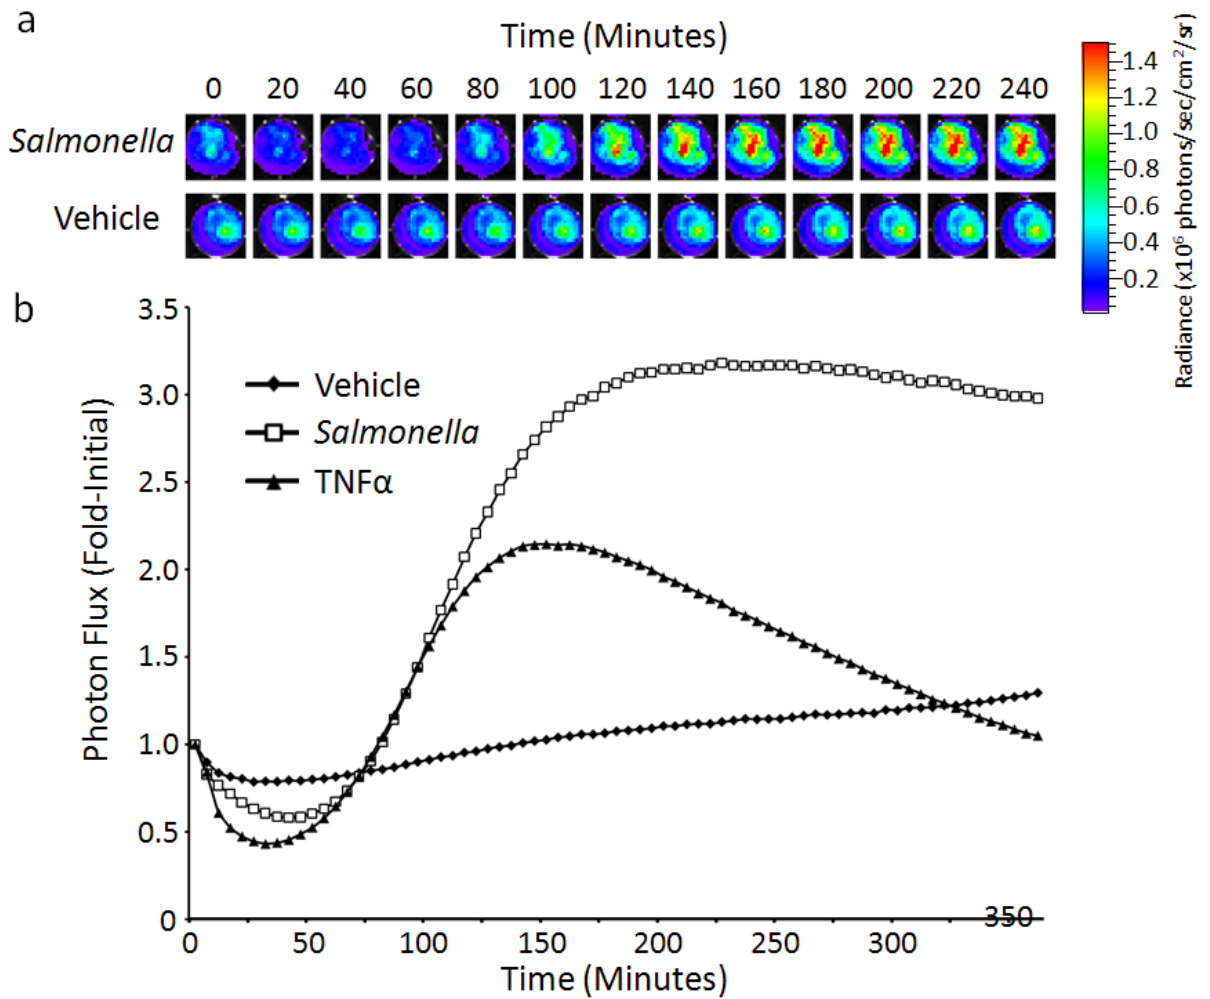 a
Time (Minutes)
0 20 40 60 80 100 120 140 160 180 200 220 240
Salmonella
Vehicle
1.4
1.2
1.0
0.8
0.6
0.4
0.2
Radiance (x10⁶ photons/sec/cm²/sr)
b
3.5
3.0
2.5
2.0
1.5
1.0
0.5
0
Photon Flux (Fold-Initial)
Vehicle
Salmonella
TNFα
0 50 100 150 200 250 300 350
Time (Minutes)